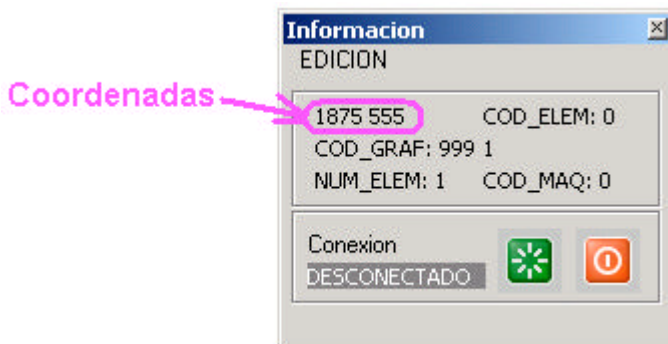 Informacion
EDICION
Coordenadas
1875 555 COD_ELEM: 0
COD_GRAF: 999 1
NUM_ELEM: 1 COD_MAQ: 0
Conexion
DESCONECTADO